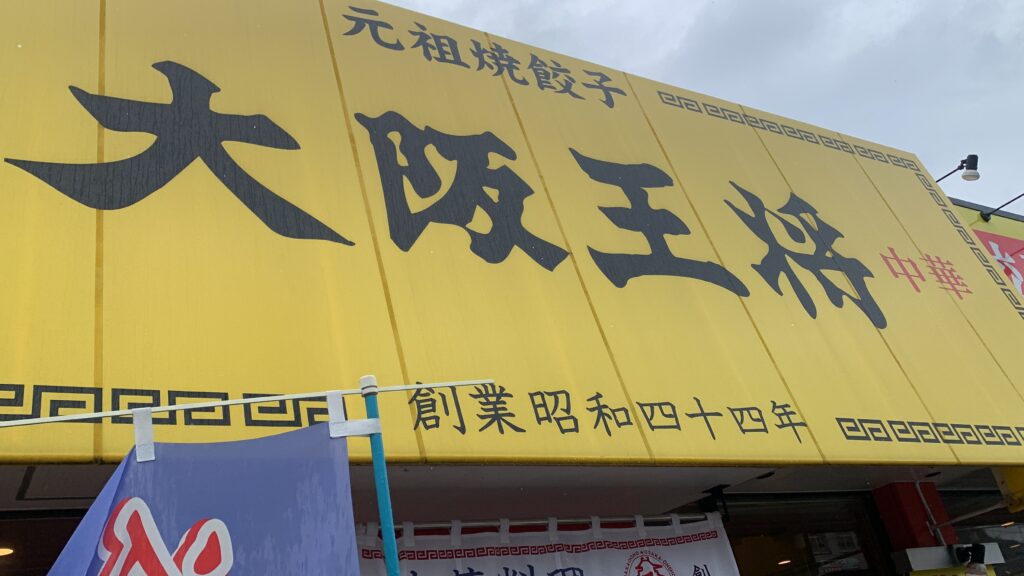 元祖焼餃子
大阪王将
中華
創業昭和四十四年
創